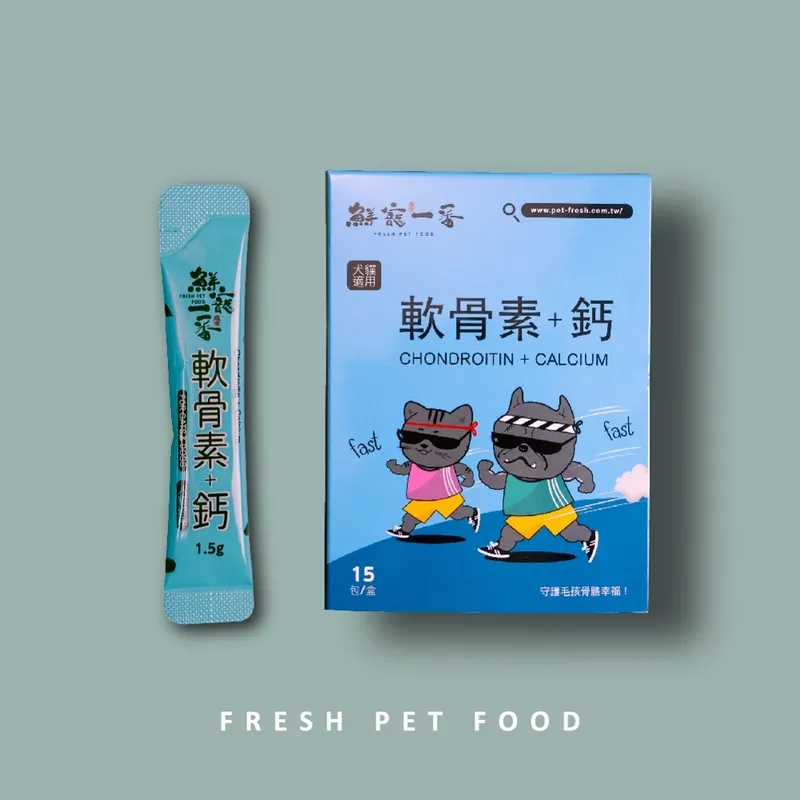 鮮寵一番
FRESH PET
FOOD
軟骨素+鈣
1.5g
鮮寵一番
FRESH PET FOOD
www.pet-fresh.com.tw/
犬貓
適用
軟骨素+鈣
CHONDROITIN + CALCIUM
fast
fast
15
包/盒
守護毛孩骨骼幸福！
FRESH PET FOOD